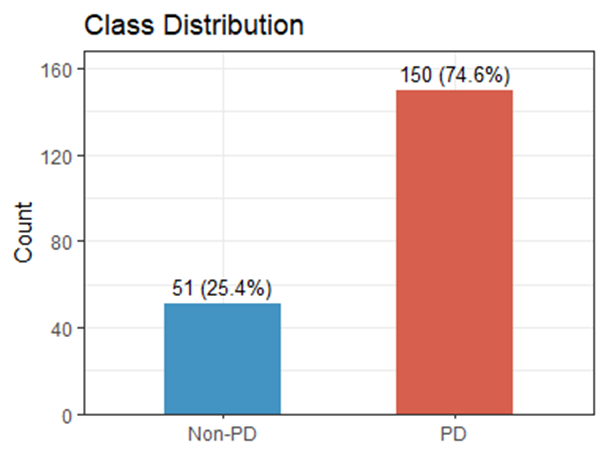 Class Distribution
160
120
80
40
0
Count
150 (74.6%)
51 (25.4%)
Non-PD
PD